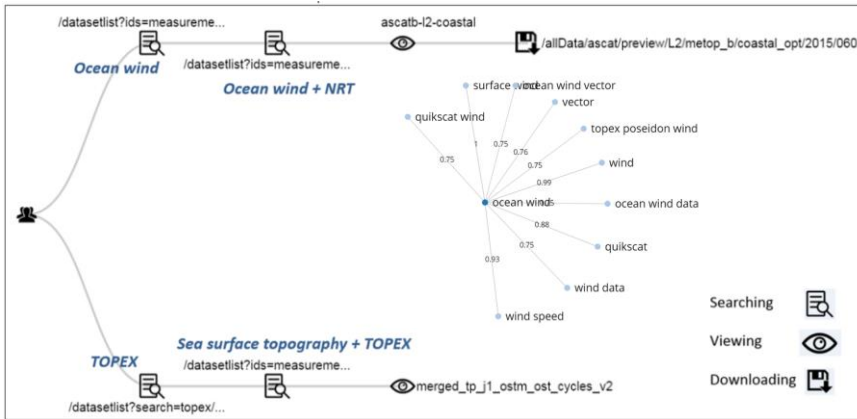 /datasetlist?ids=measureme...
ascatb-l2-coastal
/allData/ascat/preview/L2/metop_b/coastal_opt/2015/060
Ocean wind
/datasetlist?ids=measureme...
Ocean wind + NRT
surface wind
ocean wind vector
vector
quikscat wind
topex poseidon wind
wind
ocean wind
ocean wind data
quikscat
wind data
wind speed
0.75
1
0.75
0.76
0.75
0.99
0.88
0.75
0.93
Searching
Viewing
Downloading
TOPEX
Sea surface topography + TOPEX
/datasetlist?ids=measureme...
merged_tp_j1_ostm_ost_cycles_v2
/datasetlist?search=topex/...